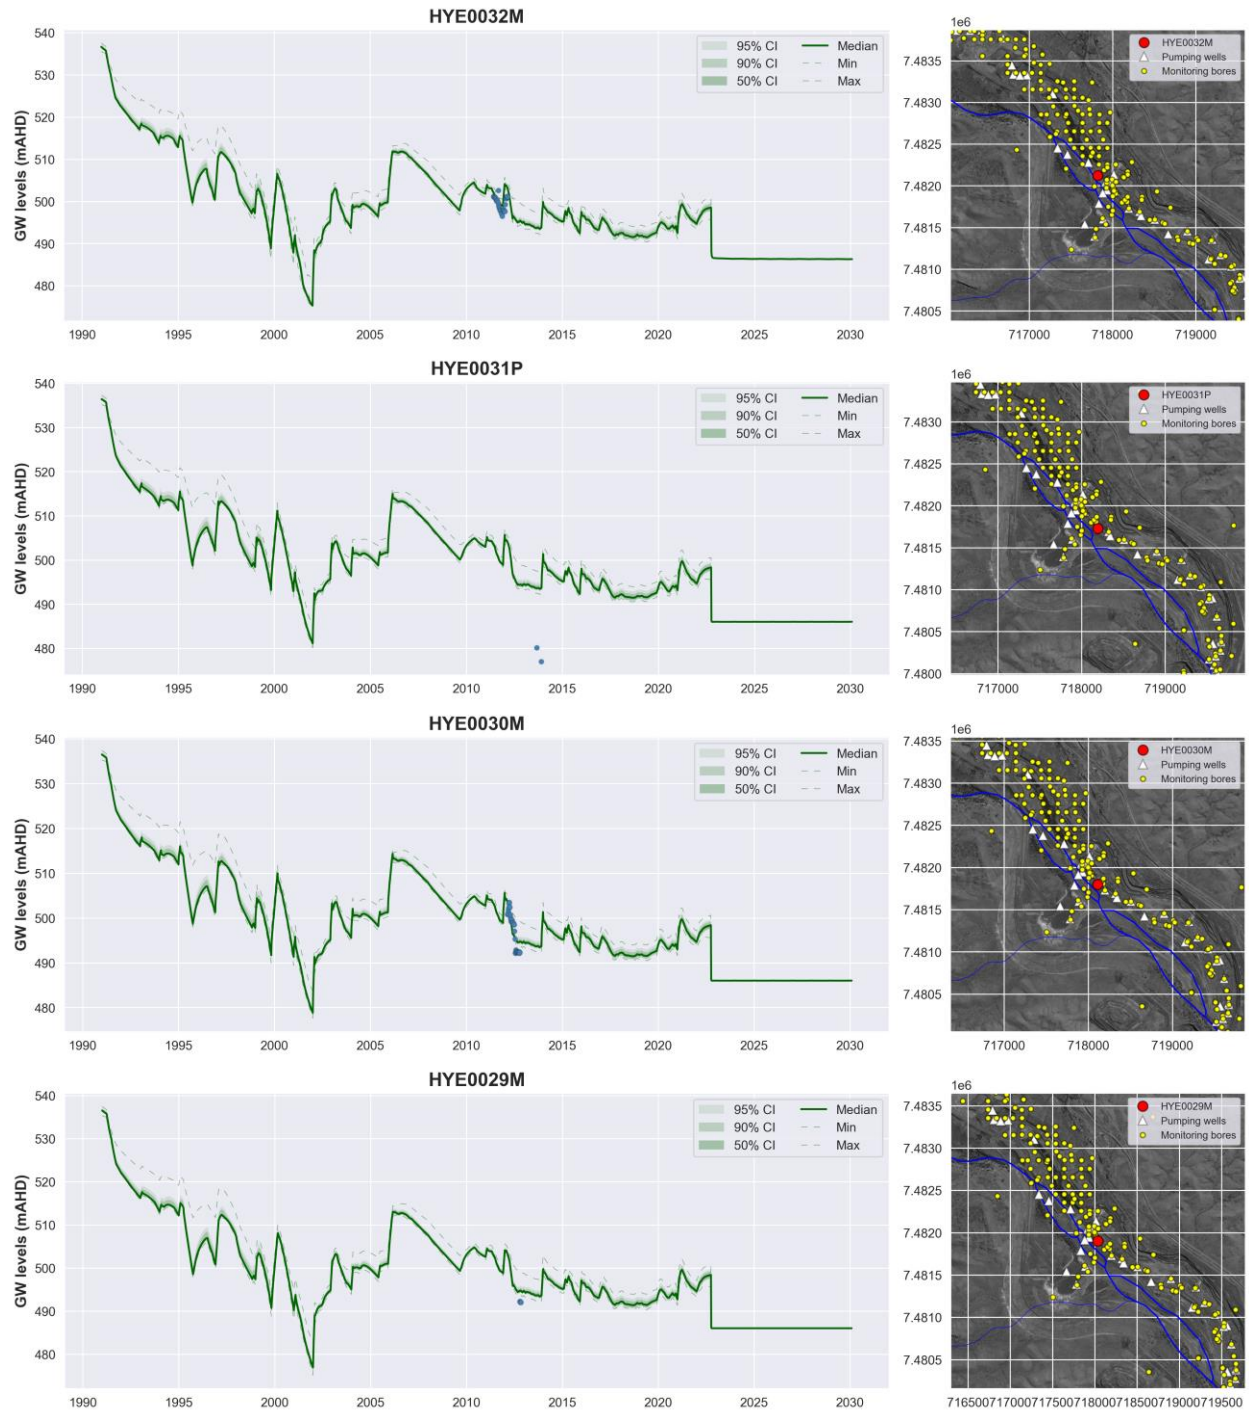 HYE0032M
540
530
520
510
500
490
480
GW levels (mAHD)
95% CI
90% CI
50% CI
Median
Min
Max
1990 1995 2000 2005 2010 2015 2020 2025 2030
1e6
7.4835
7.4830
7.4825
7.4820
7.4815
7.4810
7.4805
HYE0032M
Pumping wells
Monitoring bores
717000 718000 719000
HYE0031P
540
530
520
510
500
490
480
GW levels (mAHD)
95% CI
90% CI
50% CI
Median
Min
Max
1990 1995 2000 2005 2010 2015 2020 2025 2030
1e6
7.4830
7.4825
7.4820
7.4815
7.4810
7.4805
7.4800
HYE0031P
Pumping wells
Monitoring bores
717000 718000 719000
HYE0030M
540
530
520
510
500
490
480
GW levels (mAHD)
95% CI
90% CI
50% CI
Median
Min
Max
1990 1995 2000 2005 2010 2015 2020 2025 2030
1e6
7.4835
7.4830
7.4825
7.4820
7.4815
7.4810
7.4805
HYE0030M
Pumping wells
Monitoring bores
717000 718000 719000
HYE0029M
540
530
520
510
500
490
480
GW levels (mAHD)
95% CI
90% CI
50% CI
Median
Min
Max
1990 1995 2000 2005 2010 2015 2020 2025 2030
1e6
7.4835
7.4830
7.4825
7.4820
7.4815
7.4810
7.4805
HYE0029M
Pumping wells
Monitoring bores
716500717000717500718000718500719000719500